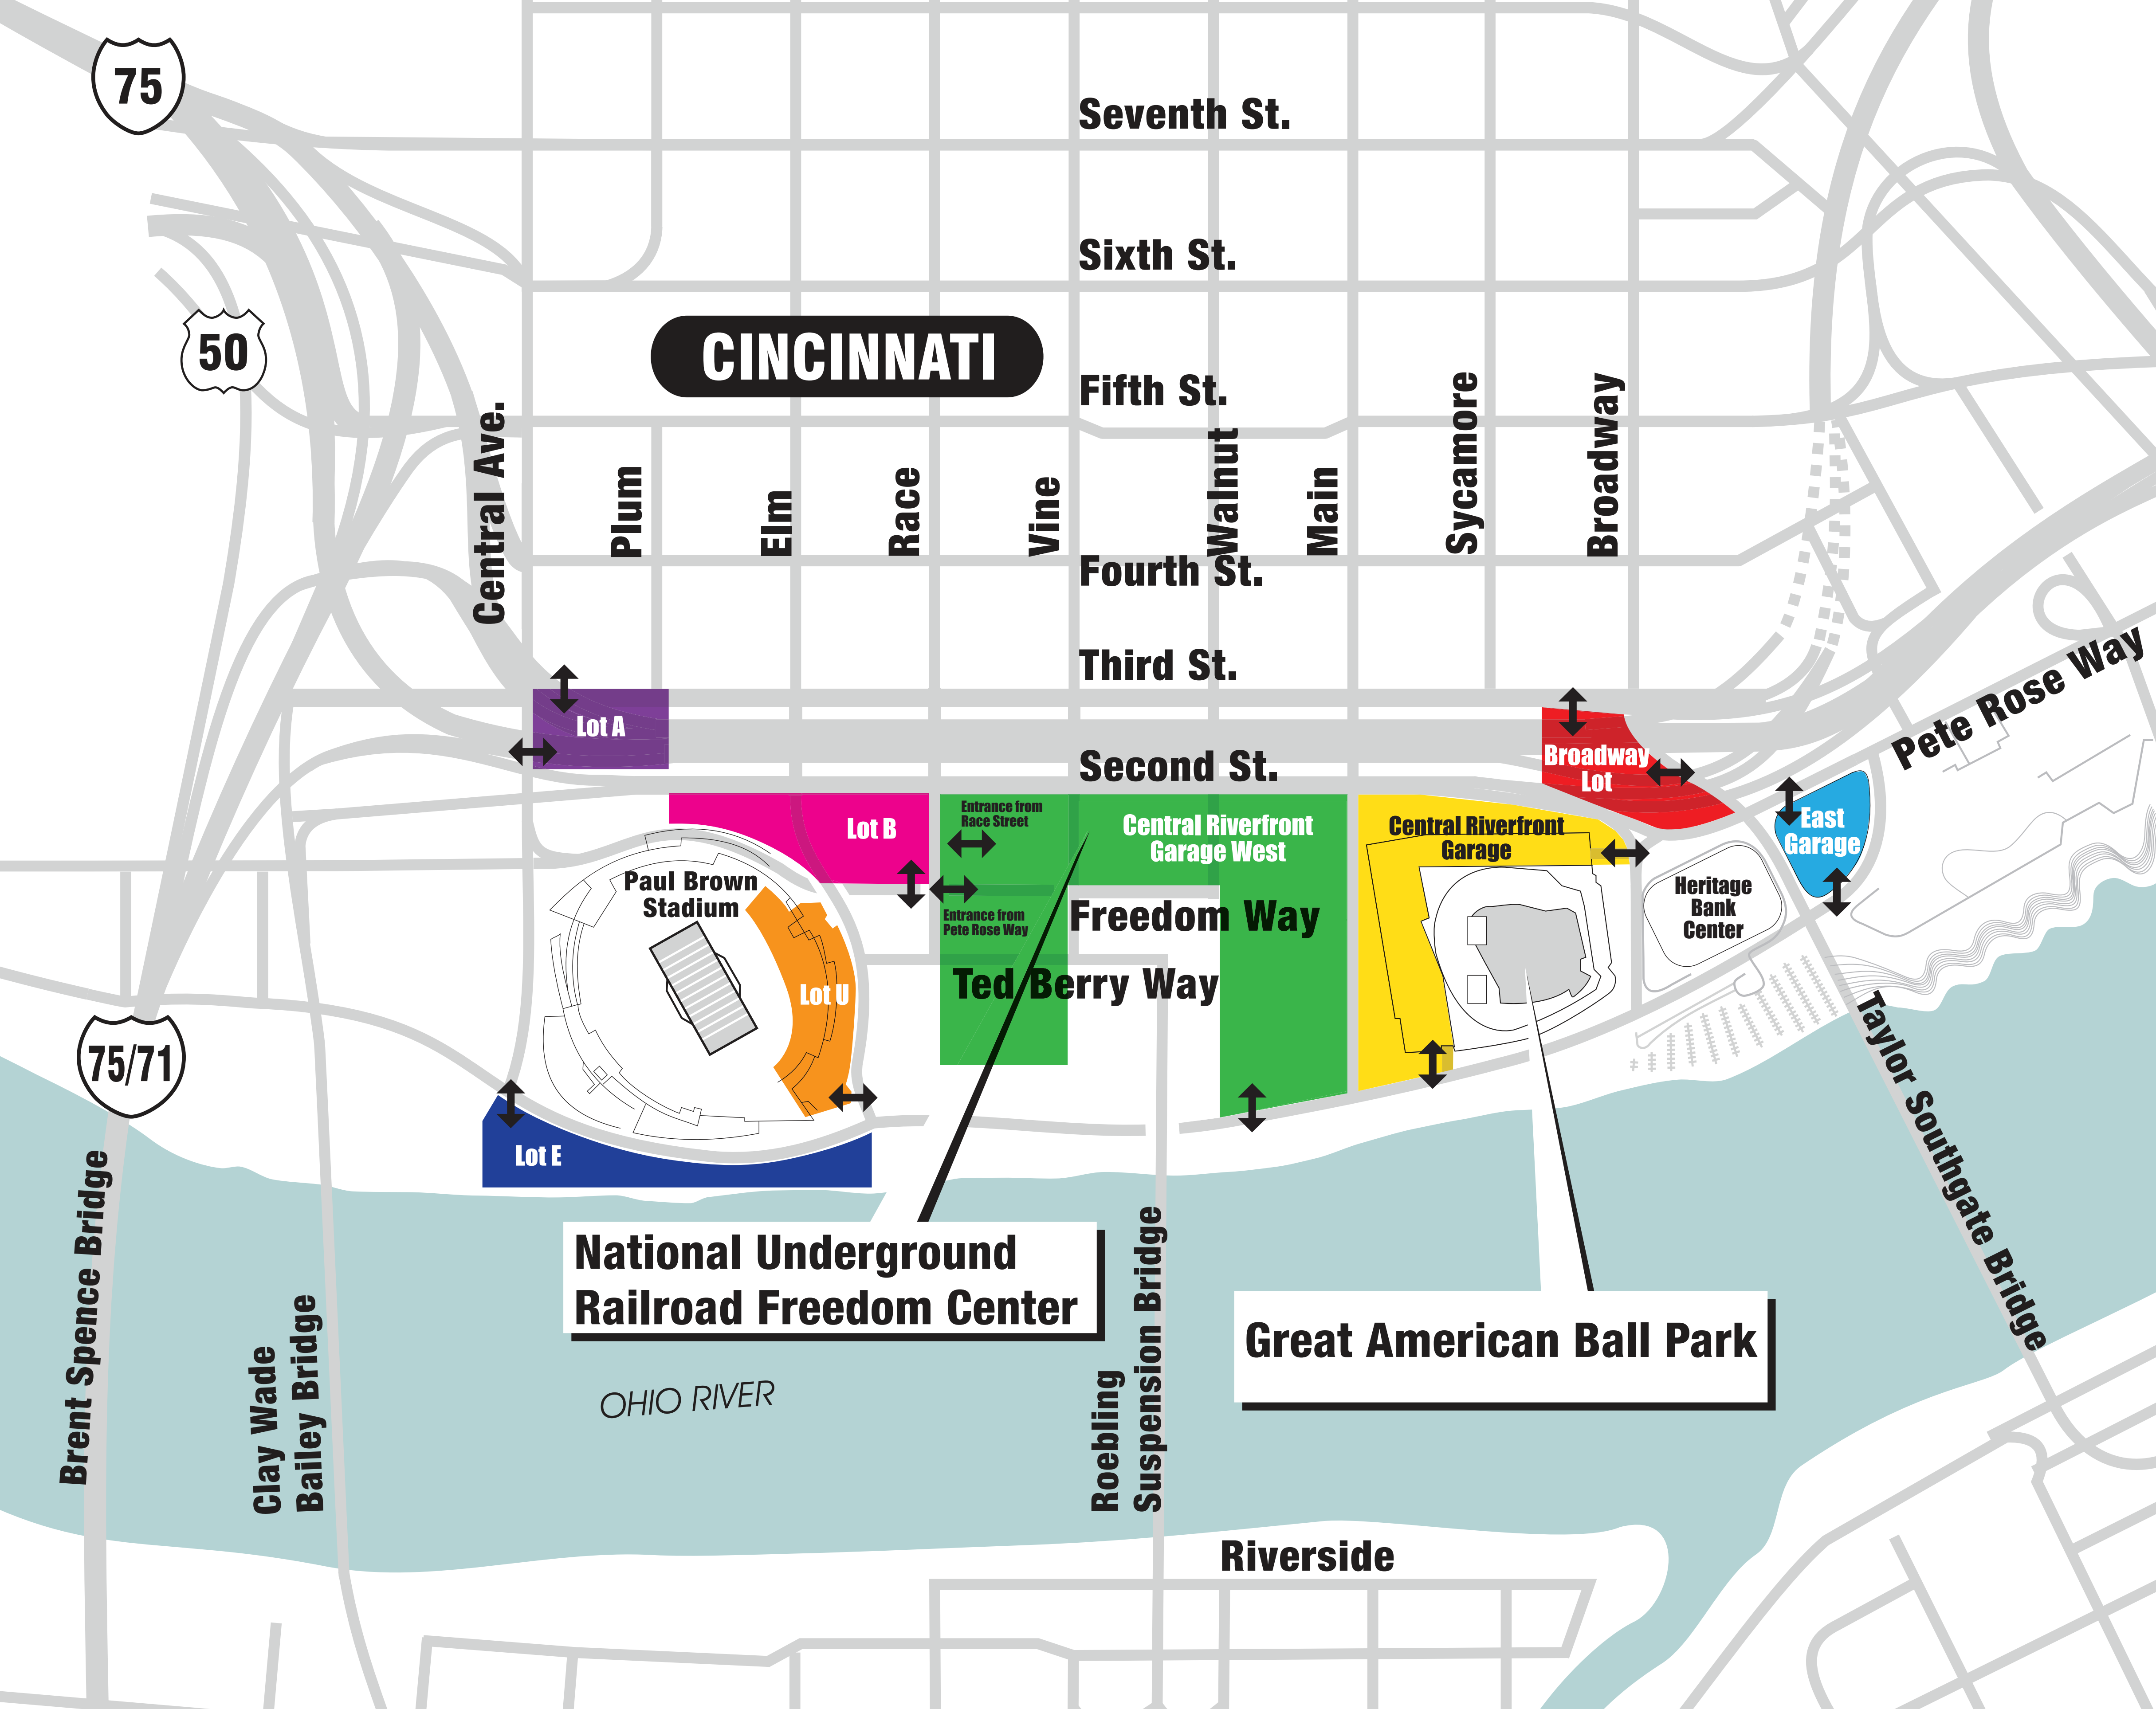 75
Seventh St.
Sixth St.
50
CINCINNATI
Fifth St.
Central Ave.
Plum
Elm
Race
Vine
Walnut
Main
Sycamore
Broadway
Fourth St.
Third St.
Pete Rose Way
Lot A
Second St.
Broadway
Lot
Entrance from
Race Street
Lot B
Central Riverfront
Garage West
Central Riverfront
Garage
East
Garage
Paul Brown
Stadium
Heritage
Bank
Center
Entrance from
Pete Rose Way
Freedom Way
Lot U
Ted Berry Way
75/71
Taylor Southgate Bridge
Lot E
Brent Spence Bridge
National Underground
Railroad Freedom Center
Clay Wade
Bailey Bridge
Roebling
Suspension Bridge
Great American Ball Park
OHIO RIVER
Riverside